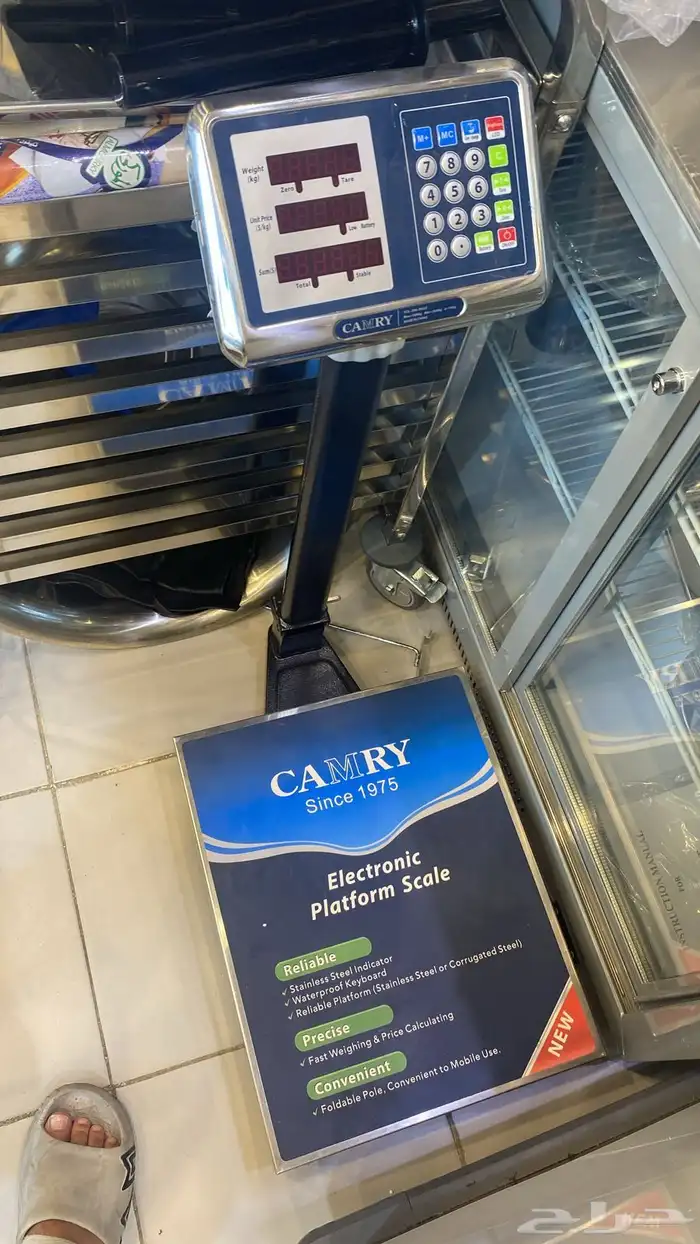 Weight
(kg)
Zero
Tare
Unit Price
($/kg)
Low Battery
Sum($)
Total
Stable
M+
MC
7
8
9
C
4
5
6
1
2
3
0
.
CAMRY
CAMRY
Since 1975
Electronic
Platform Scale
Reliable
✓ Stainless Steel Indicator
✓ Waterproof Keyboard
✓ Reliable Platform (Stainless Steel or Corrugated Steel)
Precise
✓ Fast Weighing & Price Calculating
Convenient
✓ Foldable Pole, Convenient to Mobile Use.
NEW
INSTRUCTION MANUAL
FOR
حراج